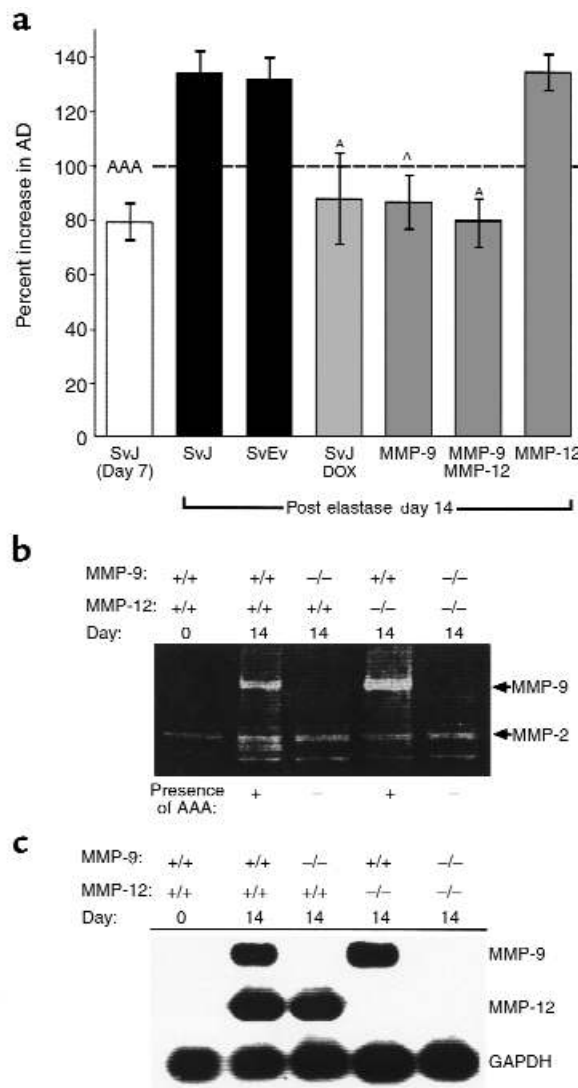 a
Percent increase in AD
140
120
100
80
60
40
20
0
AAA
A
^
A
SvJ (Day 7)
SvJ
SvEv
SvJ DOX
MMP-9
MMP-9 MMP-12
MMP-12
Post elastase day 14
b
MMP-9: +/+ +/+ –/– +/+ –/–
MMP-12: +/+ +/+ +/+ –/– –/–
Day: 0 14 14 14 14
MMP-9
MMP-2
Presence of AAA: + – + –
c
MMP-9: +/+ +/+ –/– +/+ –/–
MMP-12: +/+ +/+ +/+ –/– –/–
Day: 0 14 14 14 14
MMP-9
MMP-12
GAPDH